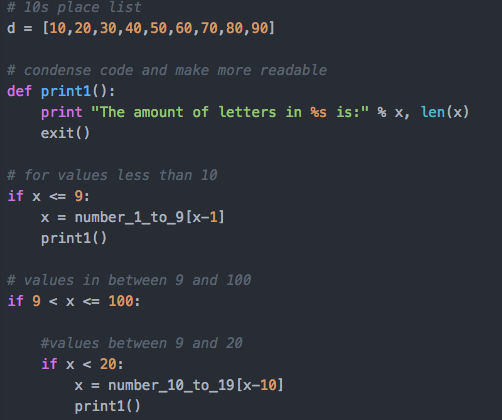 # 10s place list
d = [10,20,30,40,50,60,70,80,90]
# condense code and make more readable
def print1():
    print "The amount of letters in %s is:" % x, len(x)
    exit()
# for values less than 10
if x <= 9:
    x = number_1_to_9[x-1]
    print1()
# values in between 9 and 100
if 9 < x <= 100:
    #values between 9 and 20
    if x < 20:
        x = number_10_to_19[x-10]
        print1()